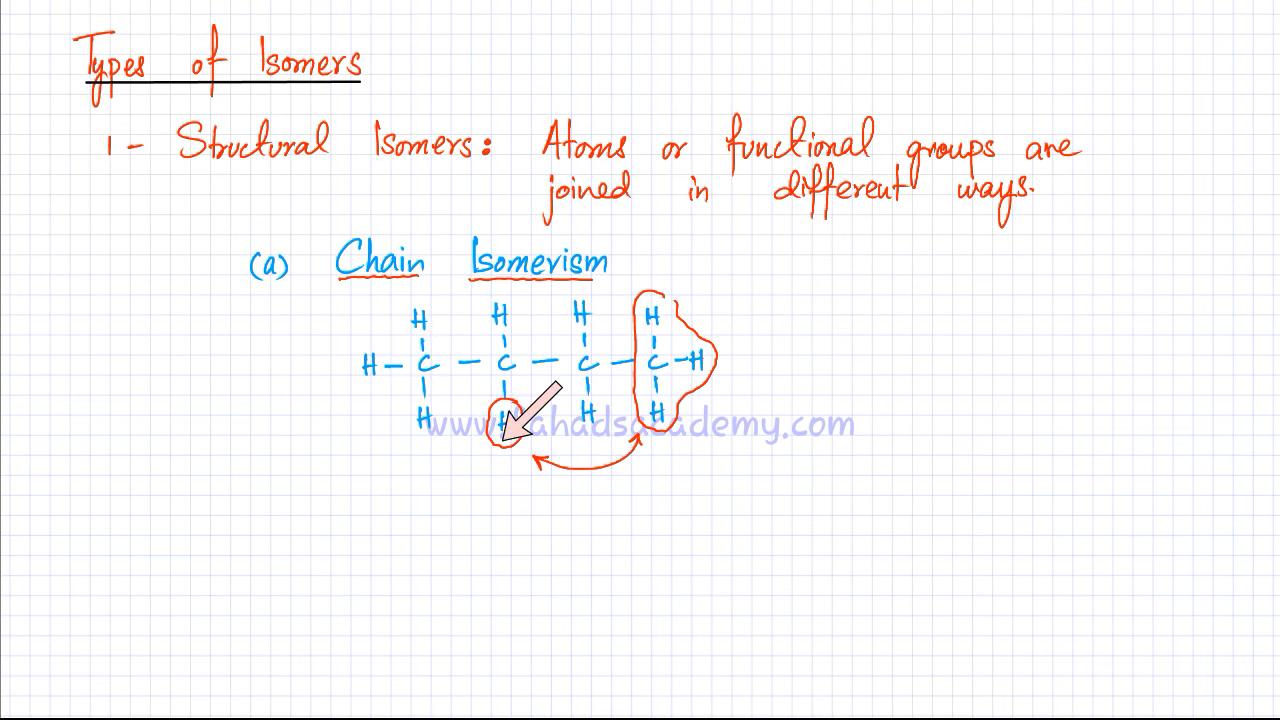 Types of Isomers
1 - Structural Isomers: Atoms or functional groups are
joined in different ways.
(a) Chain Isomerism
H H H H
H - C - C - C - C - H
H H H H
www.fahadsacademy.com